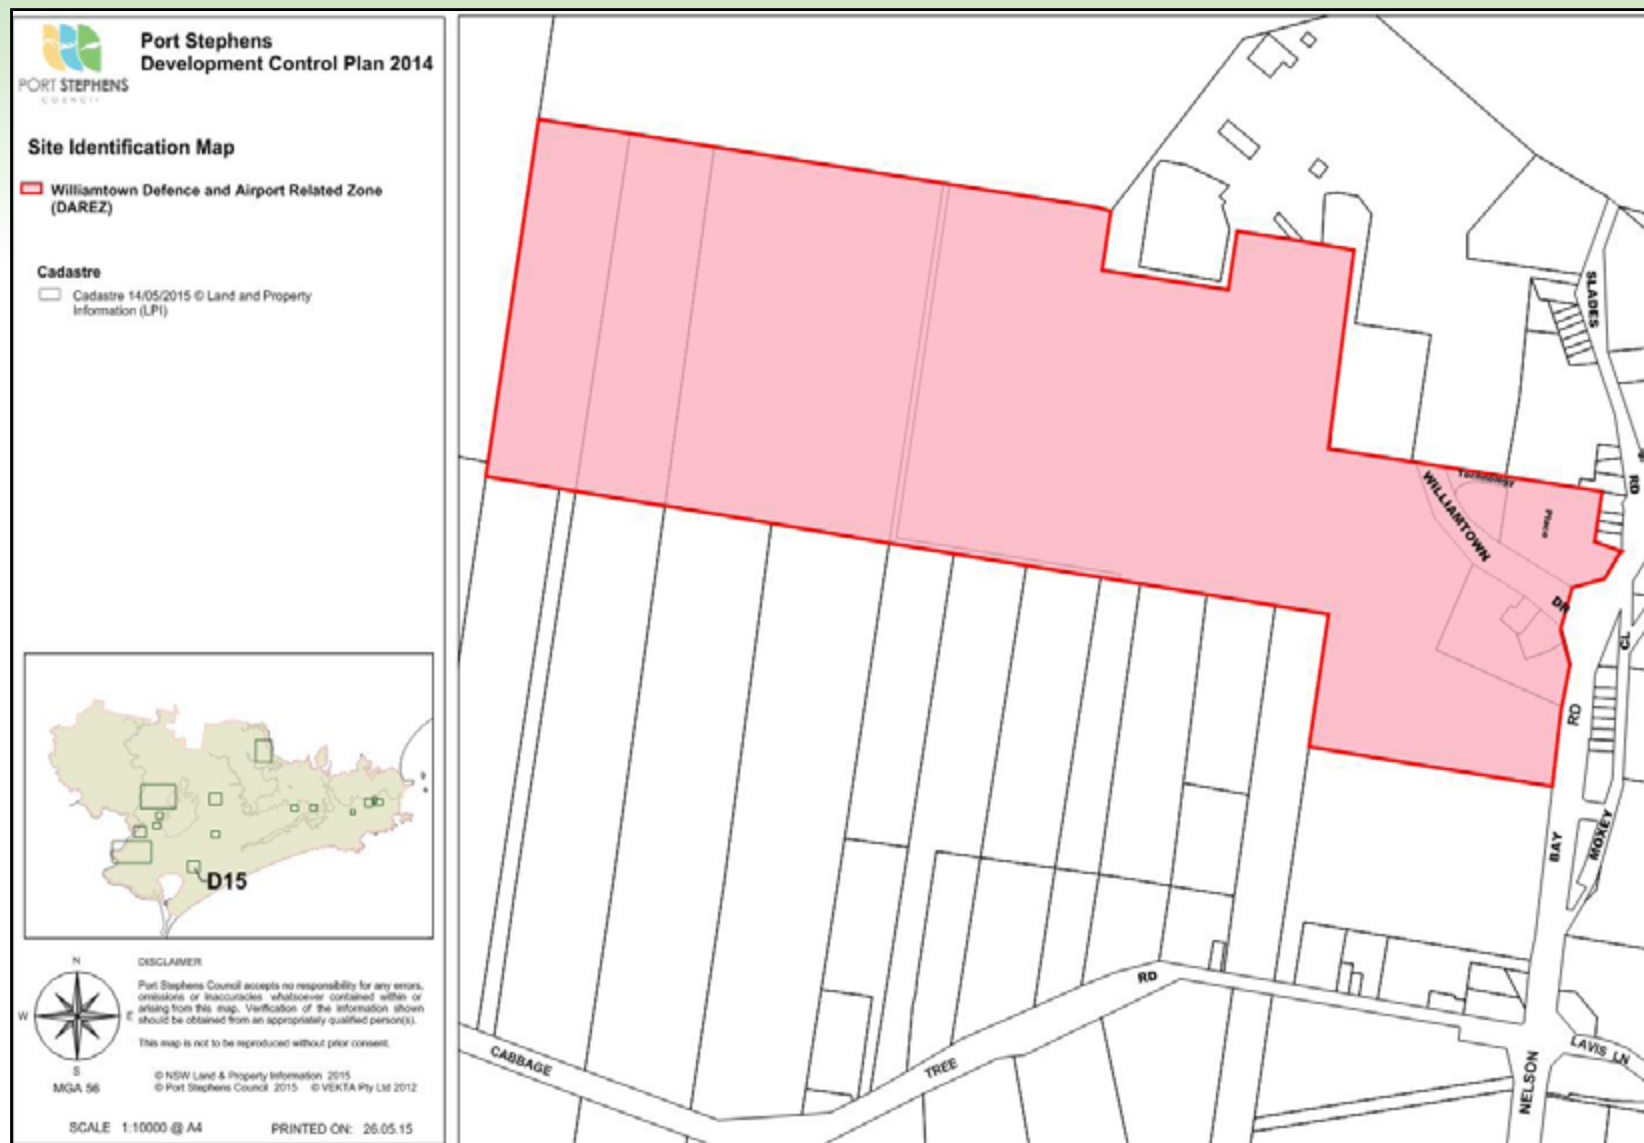 Port Stephens
Development Control Plan 2014
PORT STEPHENS
COUNCIL
Site Identification Map
Williamtown Defence and Airport Related Zone
(DAREZ)
Cadastre
Cadastre 14/05/2015 © Land and Property
Information (LPI)
D15
N
W
E
S
MGA 56
DISCLAIMER
Port Stephens Council accepts no responsibility for any errors,
omissions or inaccuracies whatsoever contained within or
arising from this map. Verification of the information shown
should be obtained from an appropriately qualified person(s).
This map is not to be reproduced without prior consent.
© NSW Land & Property Information 2015
© Port Stephens Council 2015 © VEKTA Pty Ltd 2012
SCALE 1:10000 @ A4
PRINTED ON: 26.05.15
SLADES
RD
WILLIAMTOWN
DR
Place
CL
RD
BAY
MOXEY
RD
CABBAGE
TREE
NELSON
LAVIS LN